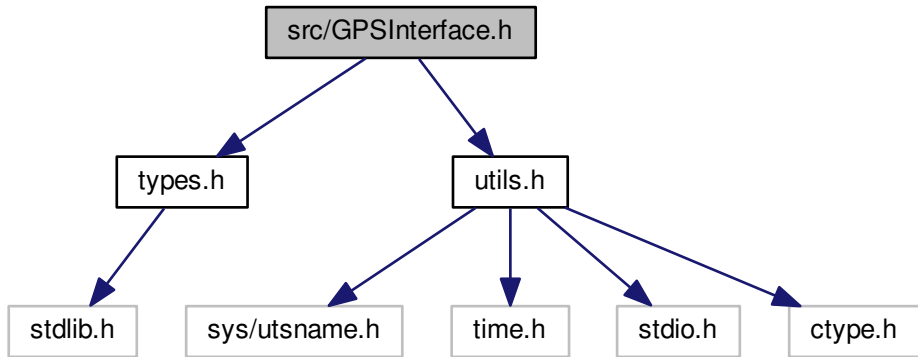 src/GPSInterface.h
types.h
utils.h
stdlib.h
sys/utsname.h
time.h
stdio.h
ctype.h